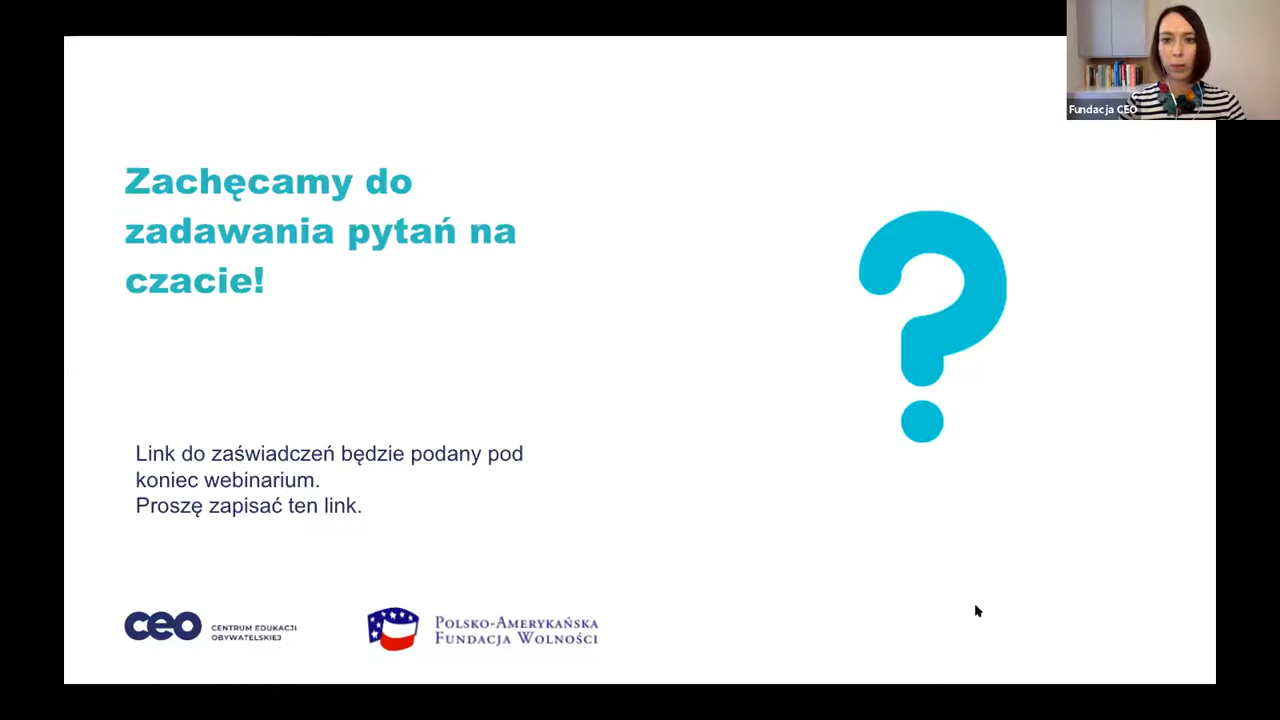 Fundacja CEO
Zachęcamy do
zadawania pytań na
czacie!
?
Link do zaświadczeń będzie podany pod
koniec webinarium.
Proszę zapisać ten link.
ceo CENTRUM EDUKACJI
OBYWATELSKIEJ
POLSKO-AMERYKAŃSKA
FUNDACJA WOLNOŚCI